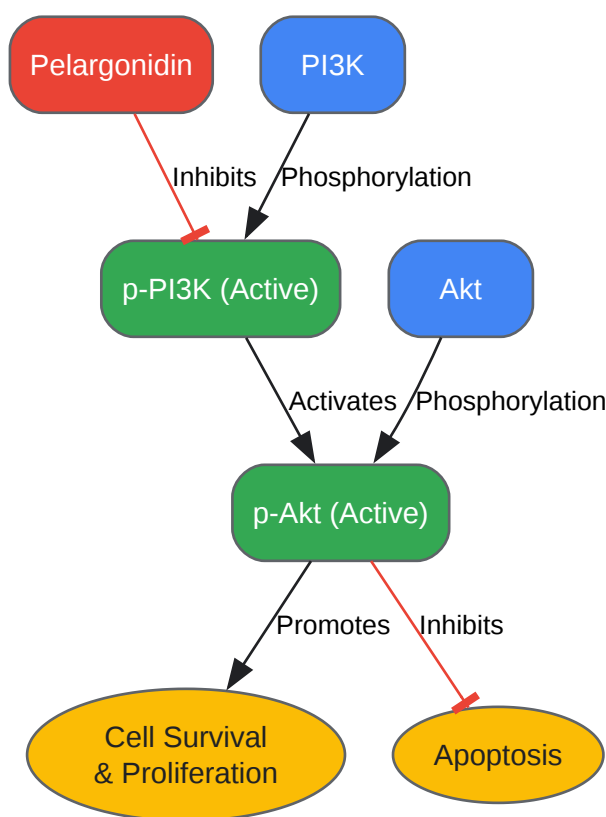 Pelargonidin
PI3K
Inhibits
Phosphorylation
p-PI3K (Active)
Akt
Activates
Phosphorylation
p-Akt (Active)
Promotes
Inhibits
Cell Survival
& Proliferation
Apoptosis